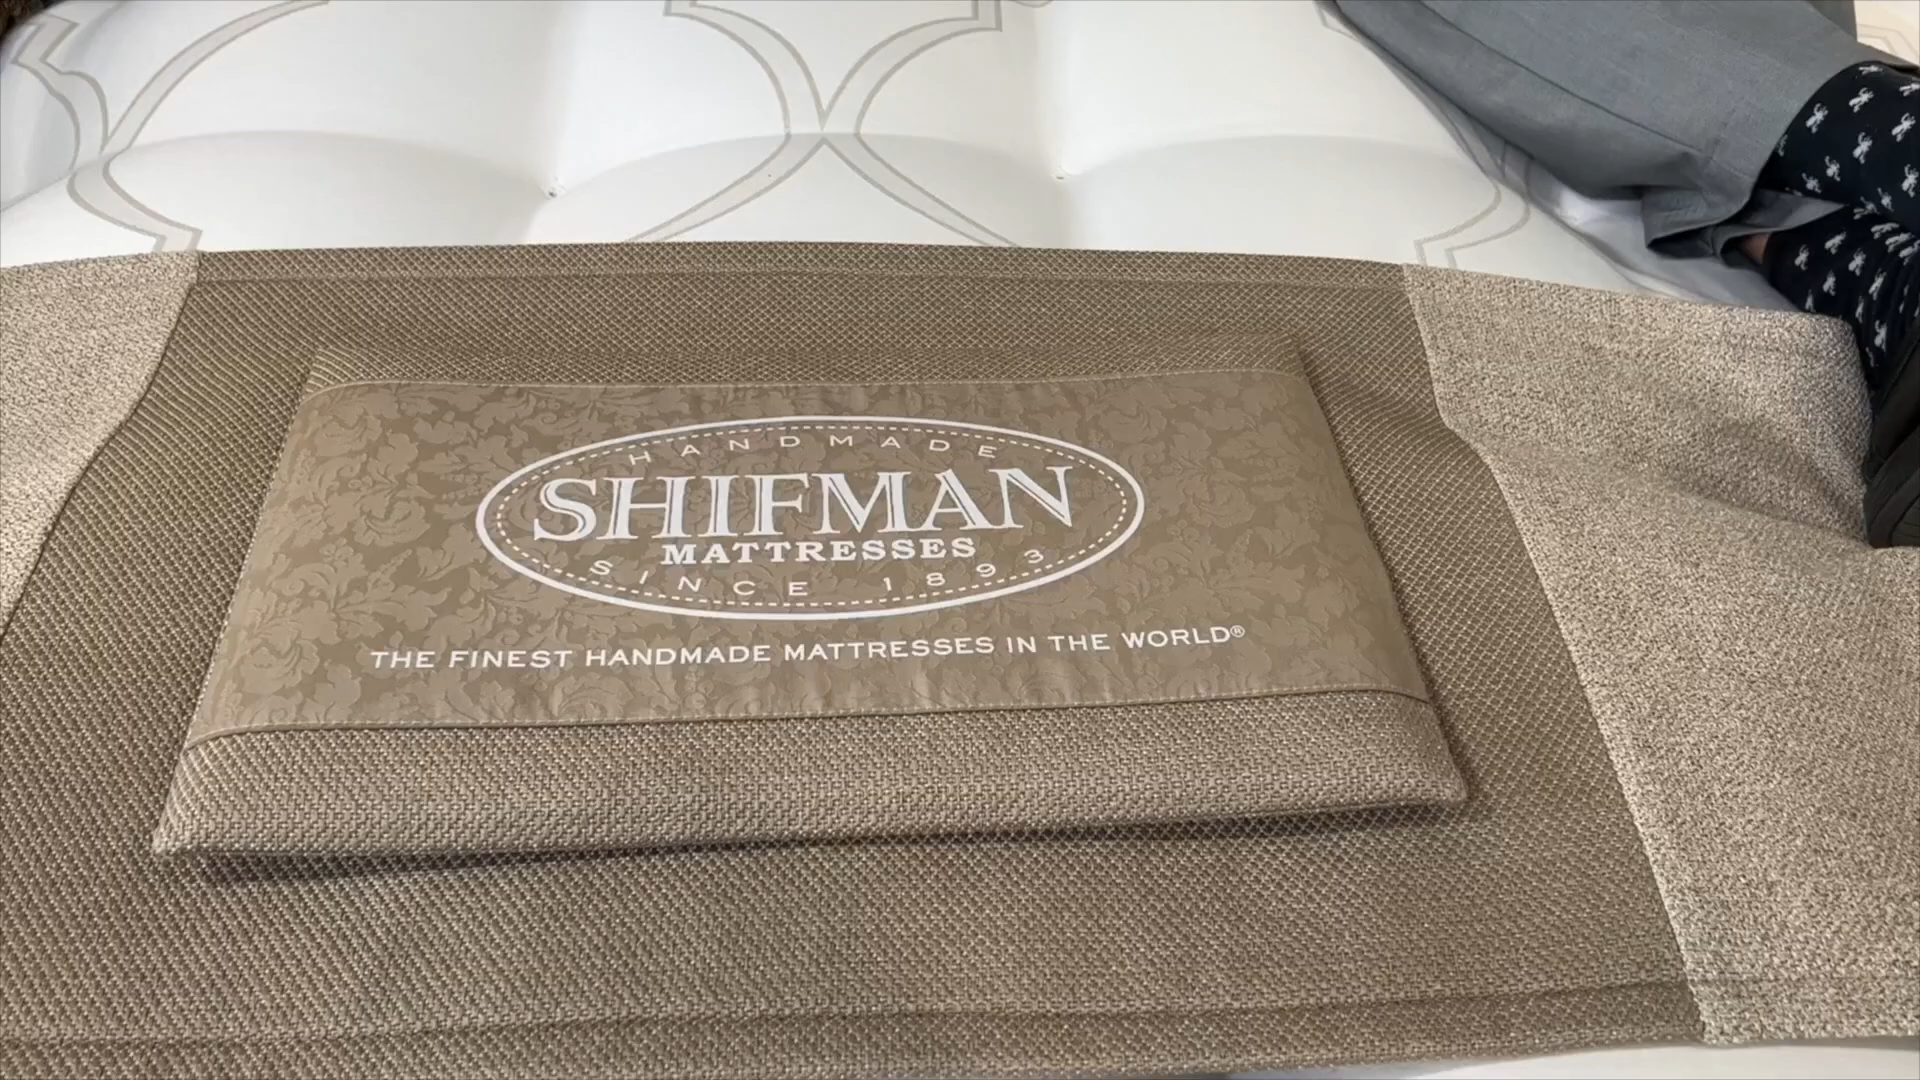 HANDMADE
SHIFMAN
MATTRESSES
SINCE 1893
THE FINEST HANDMADE MATTRESSES IN THE WORLD®